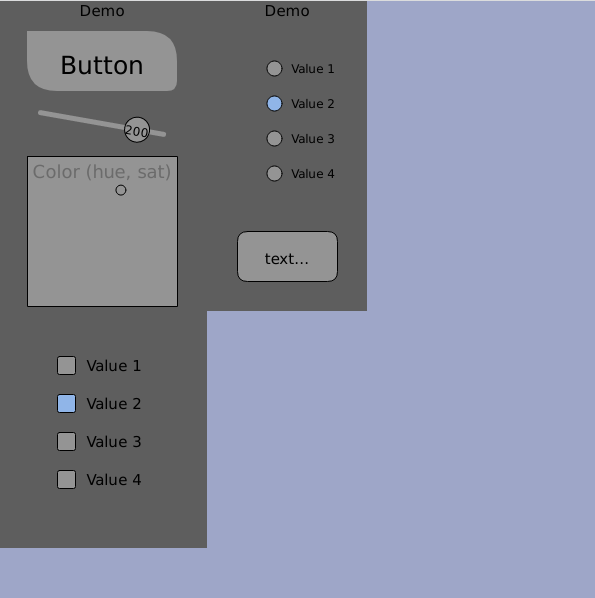 Demo
Button
200
Color (hue, sat)
Value 1
Value 2
Value 3
Value 4
Demo
Value 1
Value 2
Value 3
Value 4
text...